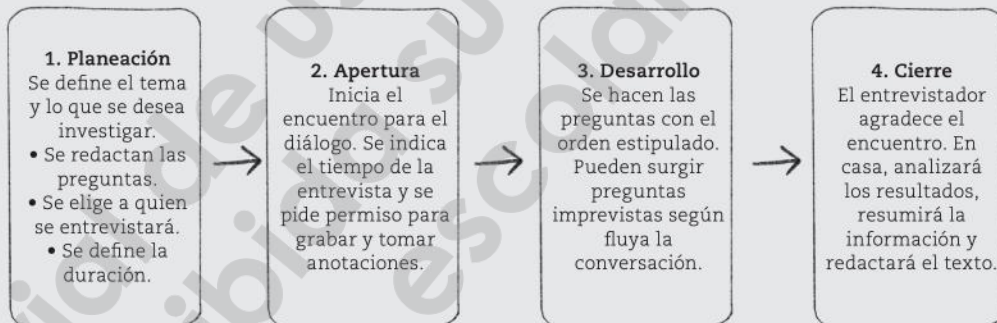 1. Planeación
Se define el tema
y lo que se desea
investigar.
• Se redactan las
preguntas.
• Se elige a quien
se entrevistará.
• Se define la
duración.
2. Apertura
Inicia el
encuentro para el
diálogo. Se indica
el tiempo de la
entrevista y se
pide permiso para
grabar y tomar
anotaciones.
3. Desarrollo
Se hacen las
preguntas con el
orden estipulado.
Pueden surgir
preguntas
imprevistas según
fluya la
conversación.
4. Cierre
El entrevistador
agradece el
encuentro. En
casa, analizará
los resultados,
resumirá la
información y
redactará el texto.